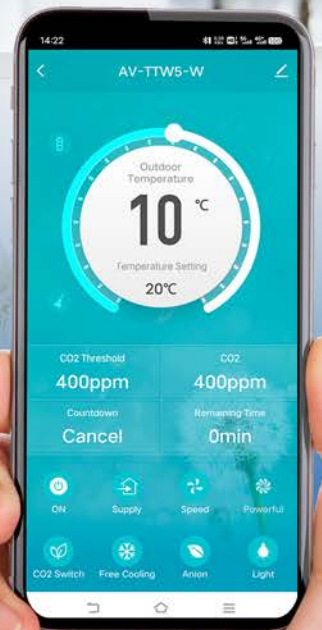 14:22
AV-TTW5-W
Outdoor
Temperature
10 °C
Temperature Setting
20°C
CO2 Threshold
CO2
400ppm
400ppm
Countdown
Remaining Time
Cancel
0min
ON
Supply
Speed
Powerful
CO2 Switch
Free Cooling
Anion
Light